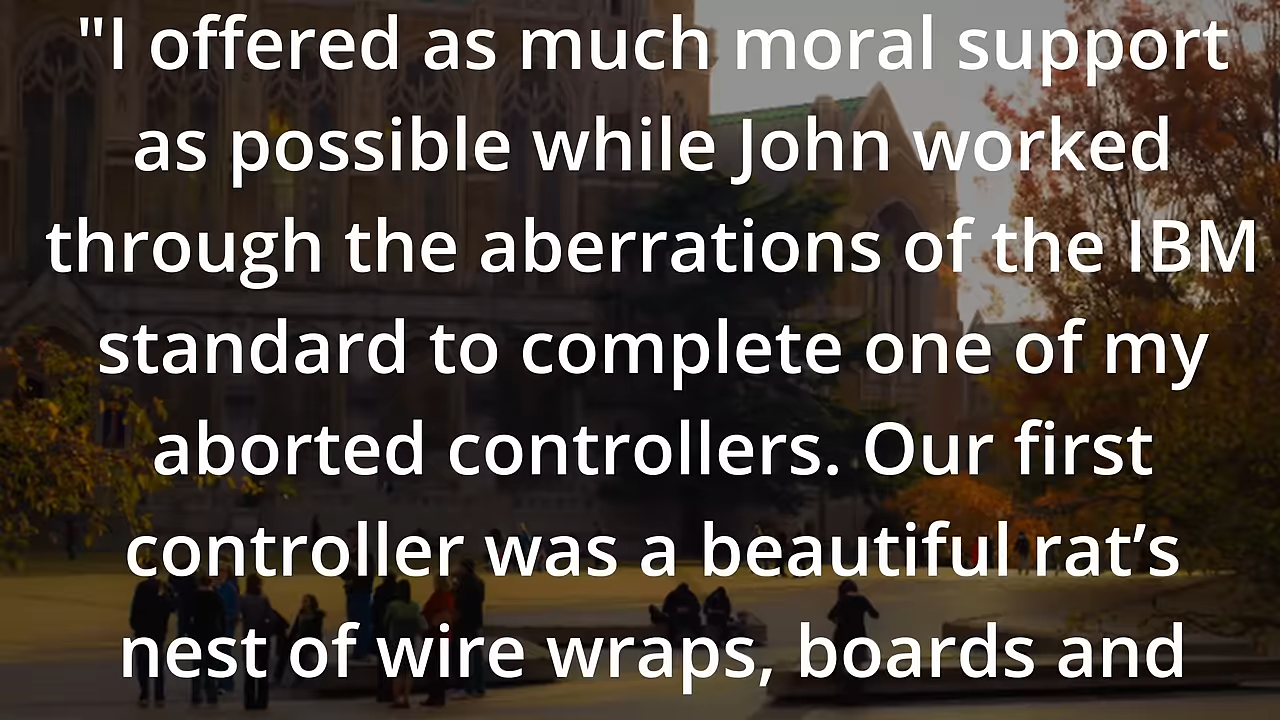 "I offered as much moral support
as possible while John worked
through the aberrations of the IBM
standard to complete one of my
aborted controllers. Our first
controller was a beautiful rat’s
nest of wire wraps, boards and